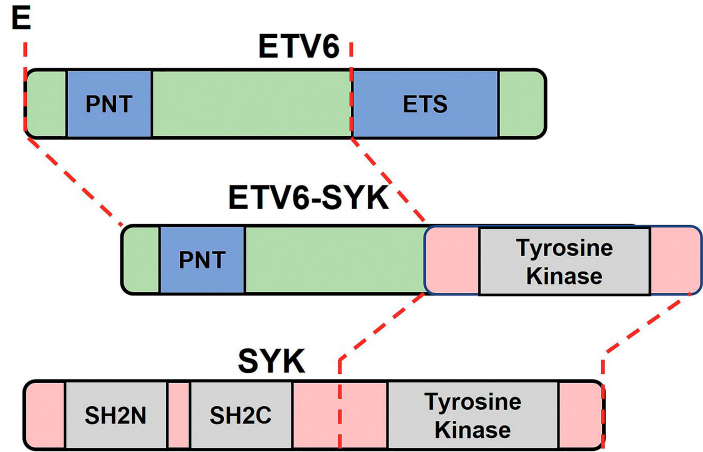 E
ETV6
PNT
ETS
ETV6-SYK
PNT
Tyrosine
Kinase
SYK
SH2N
SH2C
Tyrosine
Kinase